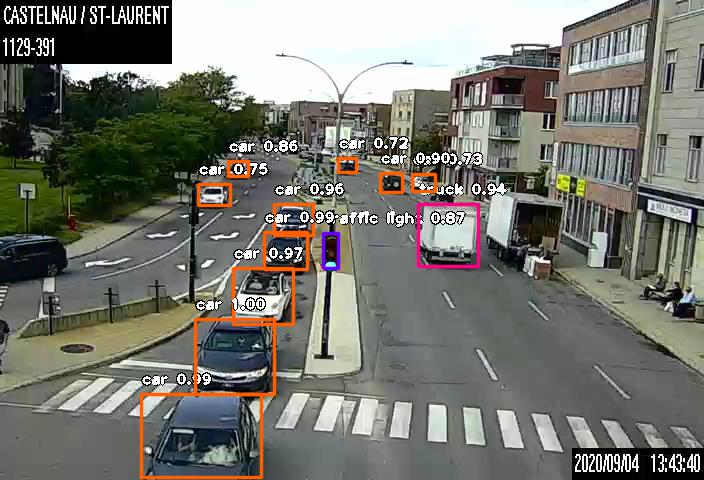 CASTELNAU / ST-LAURENT
1129-391
car 0.86
car 0.72
car 0.75
car 0.90
0.73
car 0.96
truck 0.94
car 0.99
traffic light 0.87
car 0.97
car 1.00
car 0.99
2020/09/04 13:43:40